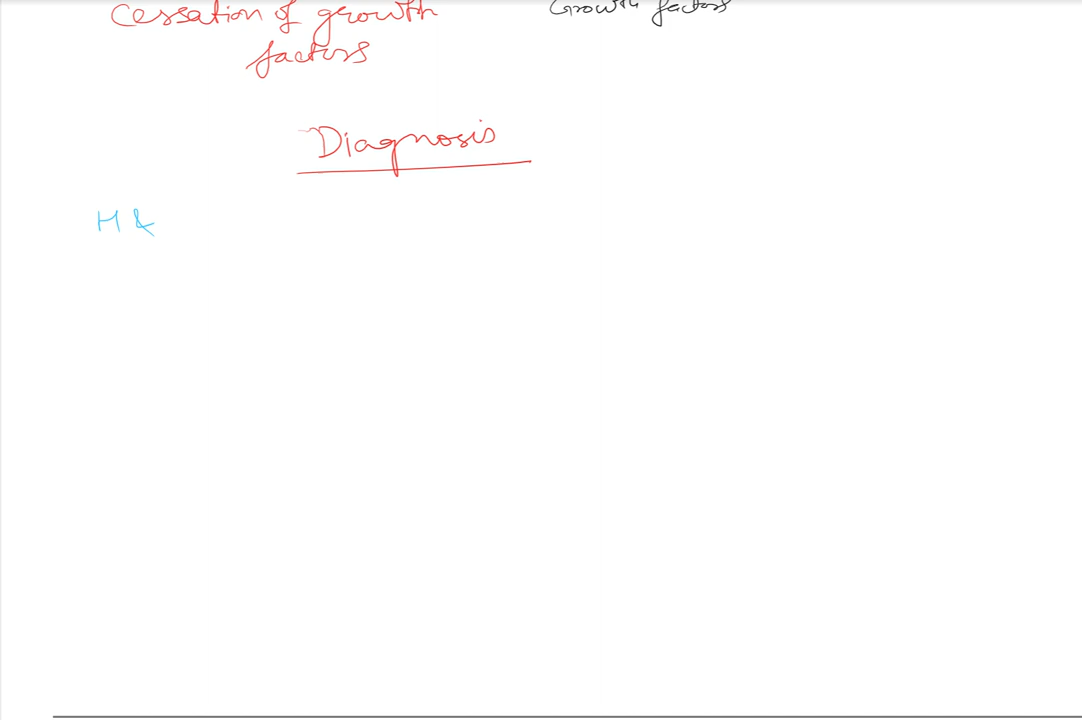 Cessation of growth
factors
Growth factors
Diagnosis
H &